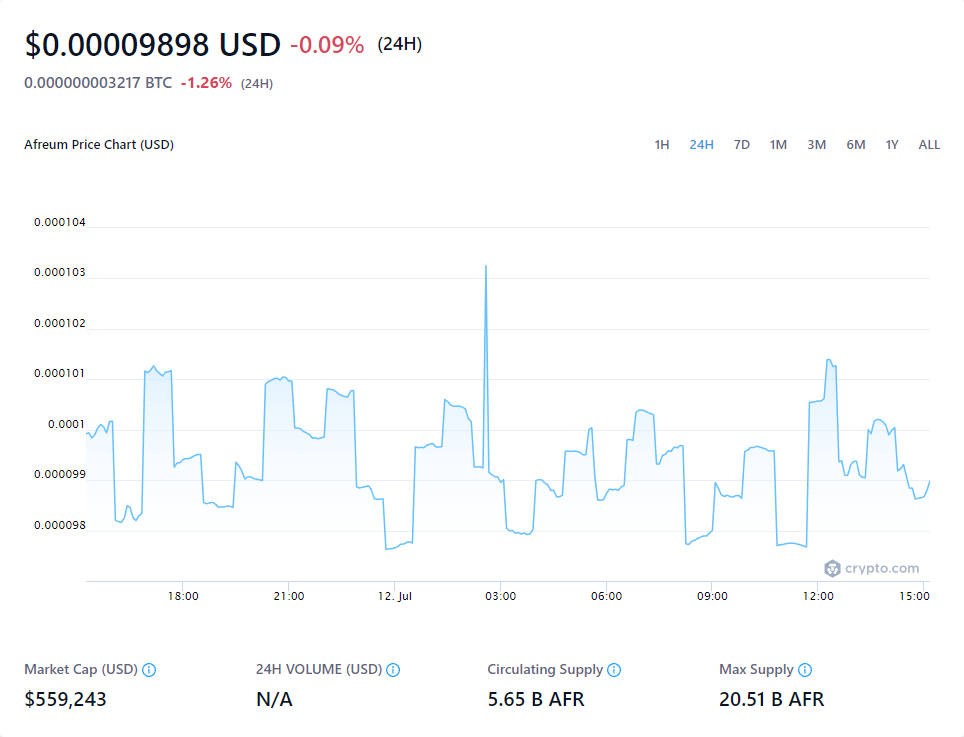 $0.00009898 USD -0.09% (24H)
0.000000003217 BTC -1.26% (24H)
Afreum Price Chart (USD) 1H 24H 7D 1M 3M 6M 1Y ALL
0.000104
0.000103
0.000102
0.000101
0.0001
0.000099
0.000098
crypto.com
18:00 21:00 12. Jul 03:00 06:00 09:00 12:00 15:00
Market Cap (USD) 24H VOLUME (USD) Circulating Supply Max Supply
$559,243 N/A 5.65 B AFR 20.51 B AFR